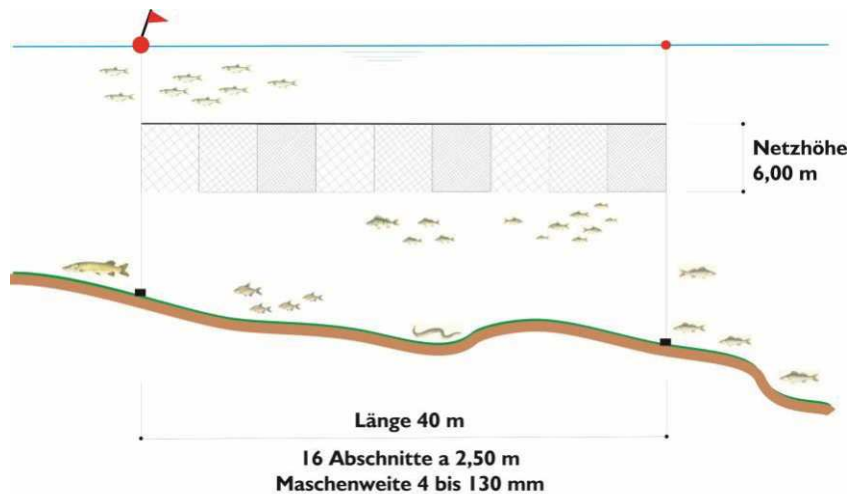 Netzhöhe
6,00 m
Länge 40 m
16 Abschnitte a 2,50 m
Maschenweite 4 bis 130 mm